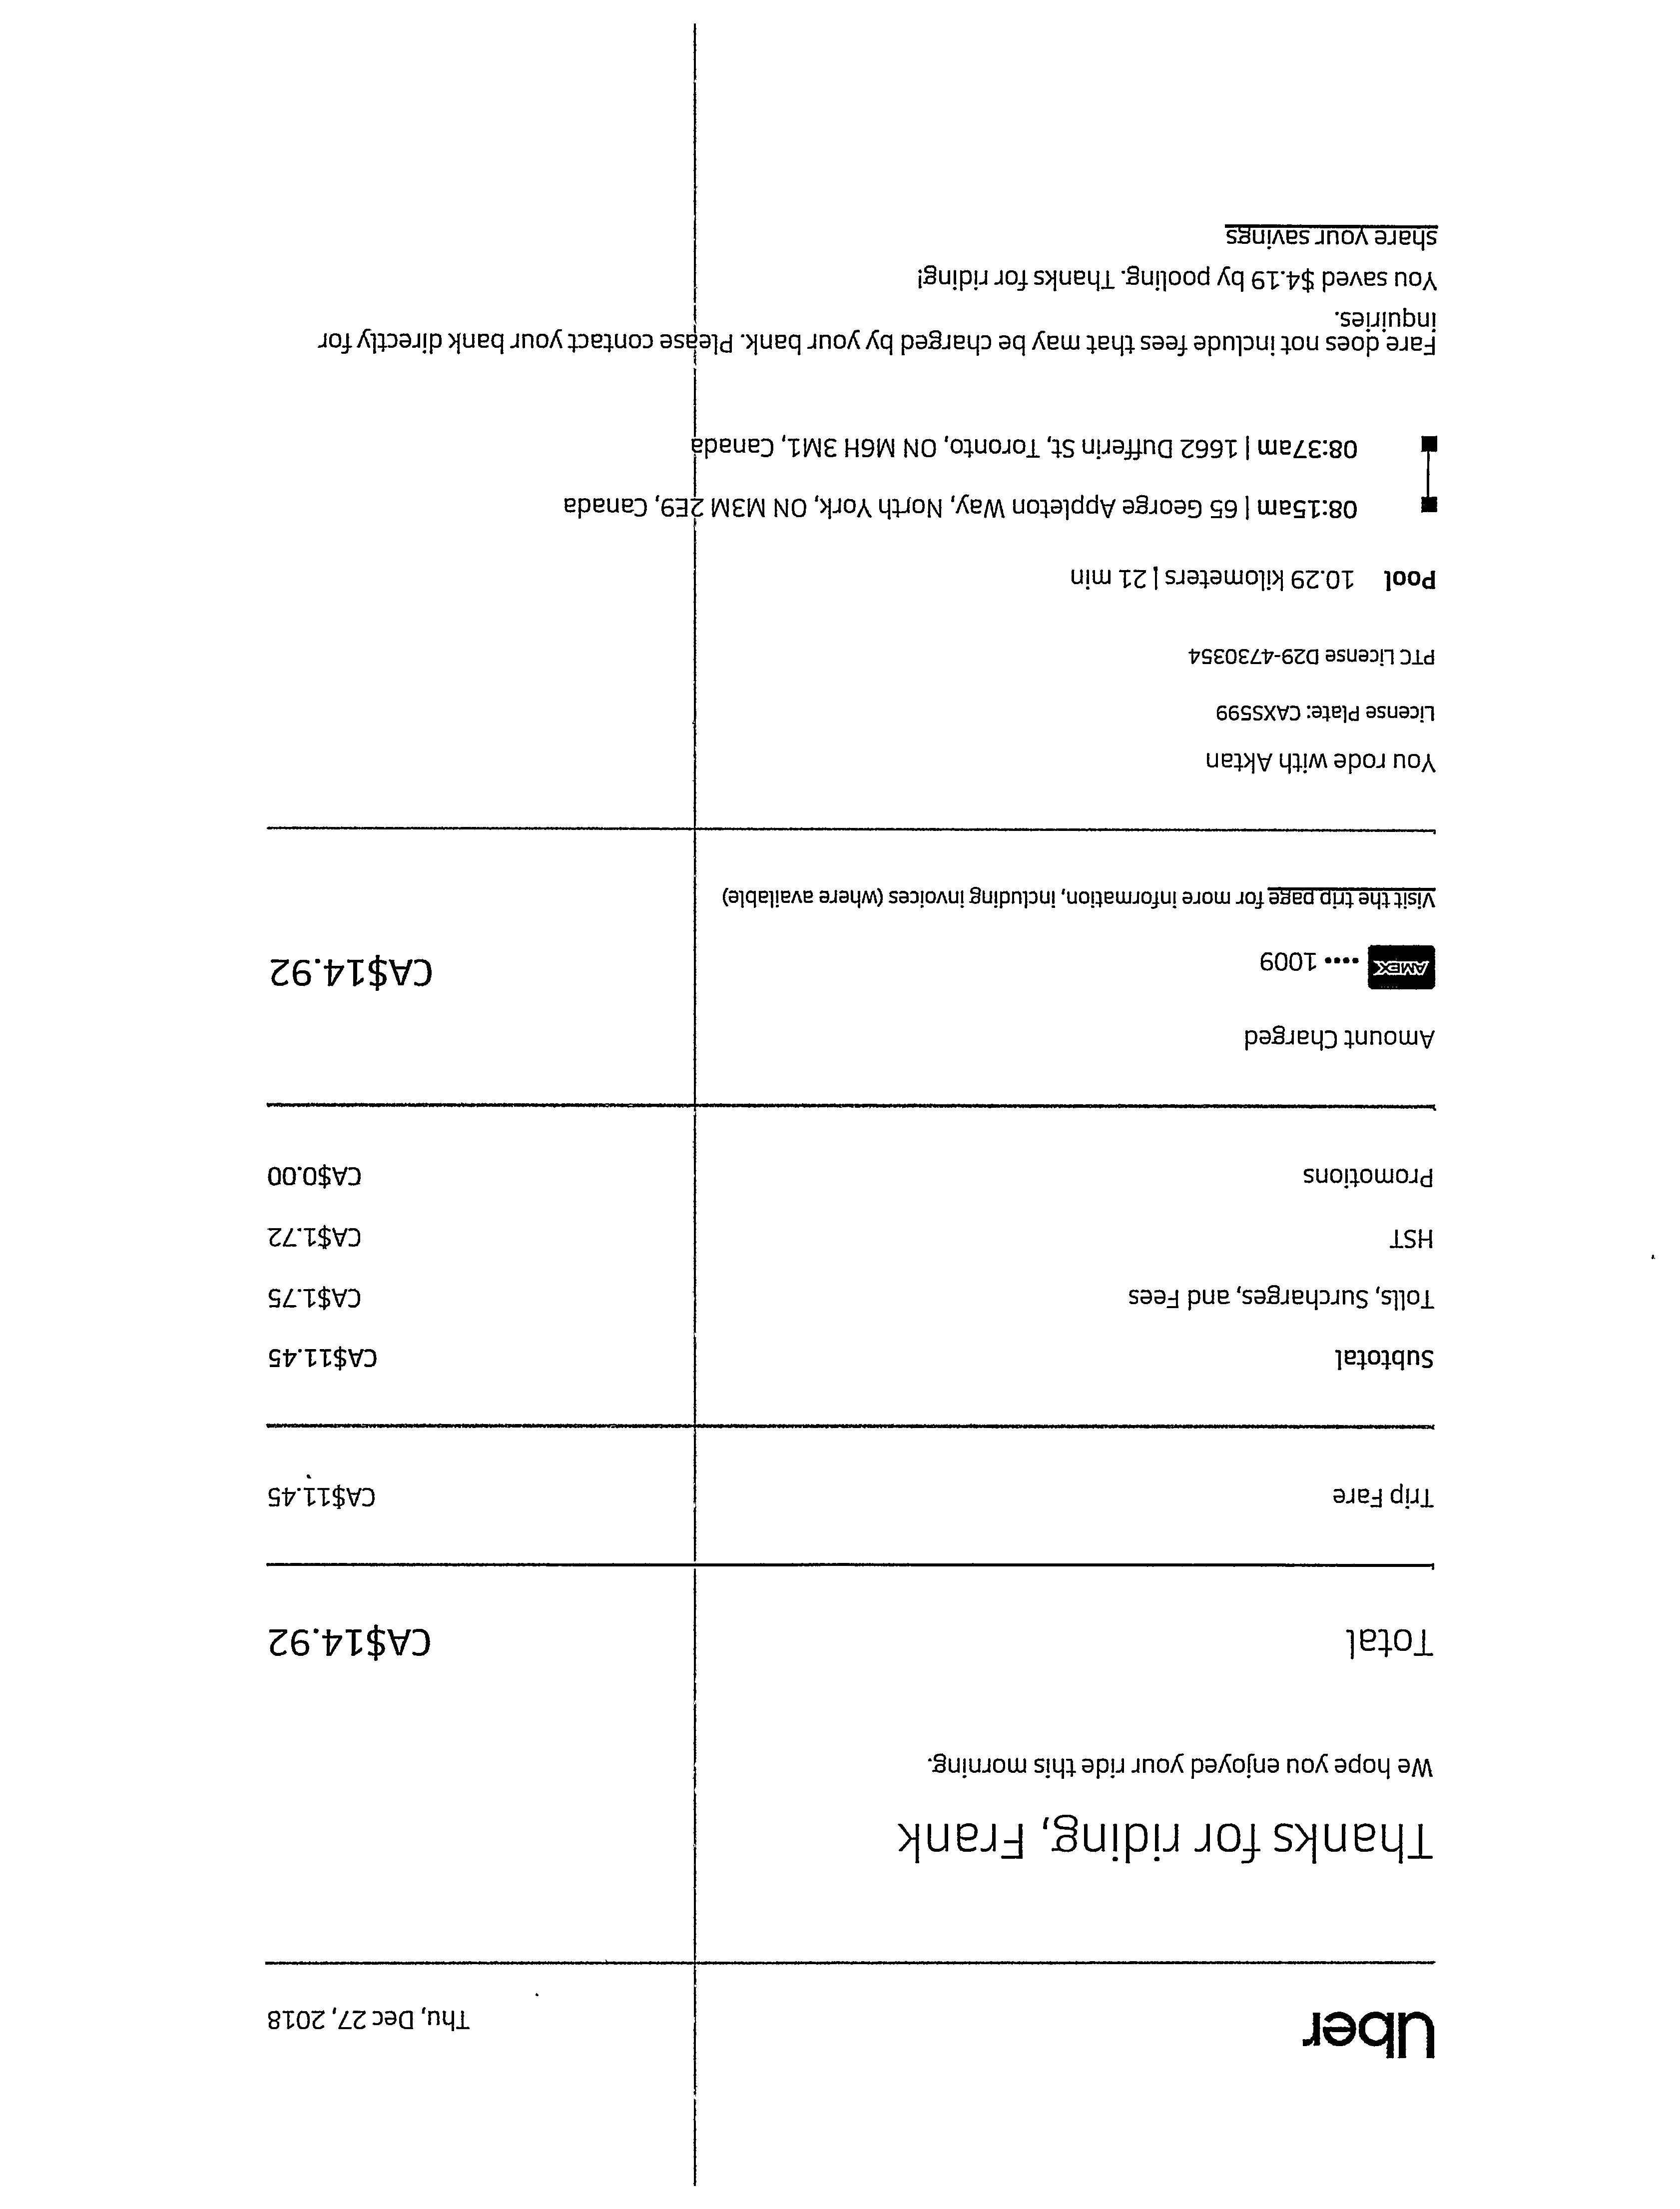 Uber
Thu, Dec 27, 2018
Thanks for riding, Frank
We hope you enjoyed your ride this morning.
Total CA$14.92
Trip Fare CA$11.45
Subtotal CA$11.45
Tolls, Surcharges, and Fees CA$1.75
HST CA$1.72
Promotions CA$0.00
Amount Charged
AMEX •••• 1009 CA$14.92
Visit the trip page for more information, including invoices (where available)
You rode with Aktan
License Plate: CAXS599
PTC License D29-4730354
Pool 10.29 kilometers | 21 min
08:15am | 65 George Appleton Way, North York, ON M3M 2E9, Canada
08:37am | 1662 Dufferin St, Toronto, ON M6H 3M1, Canada
Fare does not include fees that may be charged by your bank. Please contact your bank directly for
inquiries.
You saved $4.19 by pooling. Thanks for riding!
share your savings